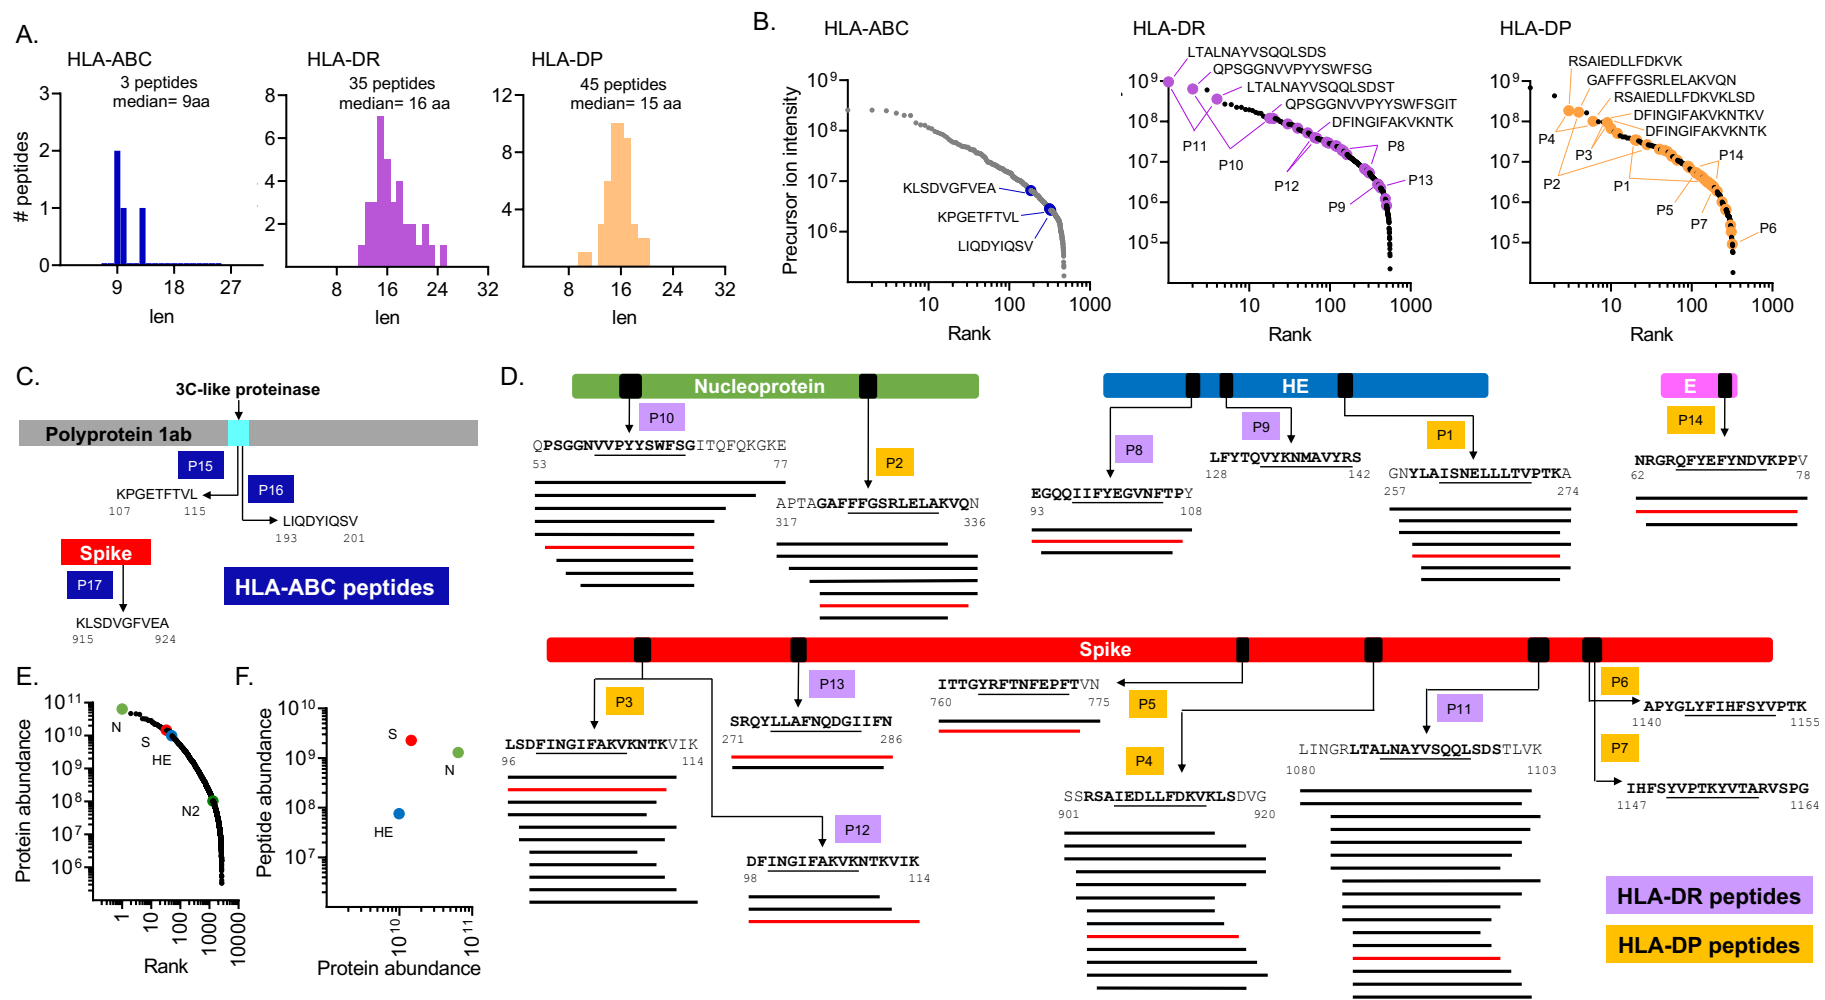 A.
HLA-ABC
3 peptides
median= 9aa
# peptides
3
2
1
0
9
18
27
len
HLA-DR
35 peptides
median= 16 aa
8
6
4
2
8
16
24
32
len
HLA-DP
45 peptides
median= 15 aa
12
8
4
8
16
24
32
len
B.
HLA-ABC
Precursor ion intensity
10⁹
10⁸
10⁷
10⁶
KLSDVGFVEA
KPGETFTVL
LIQDYIQSV
10
100
1000
Rank
HLA-DR
LTALNAYVSQQLSDS
QPSGGNVVPYYSWFSG
LTALNAYVSQQLSDST
QPSGGNVVPYYSWFSGIT
DFINGIFAKVKNTK
10⁹
10⁸
10⁷
10⁶
10⁵
P11
P10
P12
P8
P13
P9
10
100
1000
Rank
HLA-DP
RSAIEDLLFDKVK
GAFFFGSRLELAKVQN
RSAIEDLLFDKVKLSD
DFINGIFAKVKNTKV
DFINGIFAKVKNTK
10⁹
10⁸
10⁷
10⁶
10⁵
P4
P3
P2
P1
P14
P5
P7
P6
10
100
1000
Rank
C.
3C-like proteinase
Polyprotein 1ab
P15
KPGETFTVL
107 115
P16
LIQDYIQSV
193 201
Spike
P17
KLSDVGFVEA
915 924
HLA-ABC peptides
D.
Nucleoprotein
P10
QPSGGNVVPYYSWFSGITQFQKGKE
53 77
P2
APTAGAFFFGSRLELAKVQN
317 336
HE
P8
EGQQIIFYEGVNFTPY
93 108
P9
LFYTQVYKNMAVYRS
128 142
P1
GNYLAISNELLLTVPTKA
257 274
E
P14
NRGRQFYEFYNDVKPPV
62 78
Spike
P3
LSDFINGIFAKVKNTKVIK
96 114
P13
SRQYLLAFNQDGIIFN
271 286
P12
DFINGIFAKVKNTKVIK
98 114
ITTGYRFTNFEPFTVN
760 775
P5
P4
SSRSAIEDLLFDKVKLSDVG
901 920
P11
LINGRLTALNAYVSQQLSDSTLVK
1080 1103
P6
APYGLYFIHFSYVPTK
1140 1155
P7
IHFSYVPTKYVTARVSPG
1147 1164
HLA-DR peptides
HLA-DP peptides
E.
Protein abundance
10¹¹
10¹⁰
10⁹
10⁸
10⁷
10⁶
N
S
HE
N2
1
10
100
1000
10000
Rank
F.
Peptide abundance
10¹⁰
10⁹
10⁸
10⁷
S
N
HE
10¹⁰
10¹¹
Protein abundance